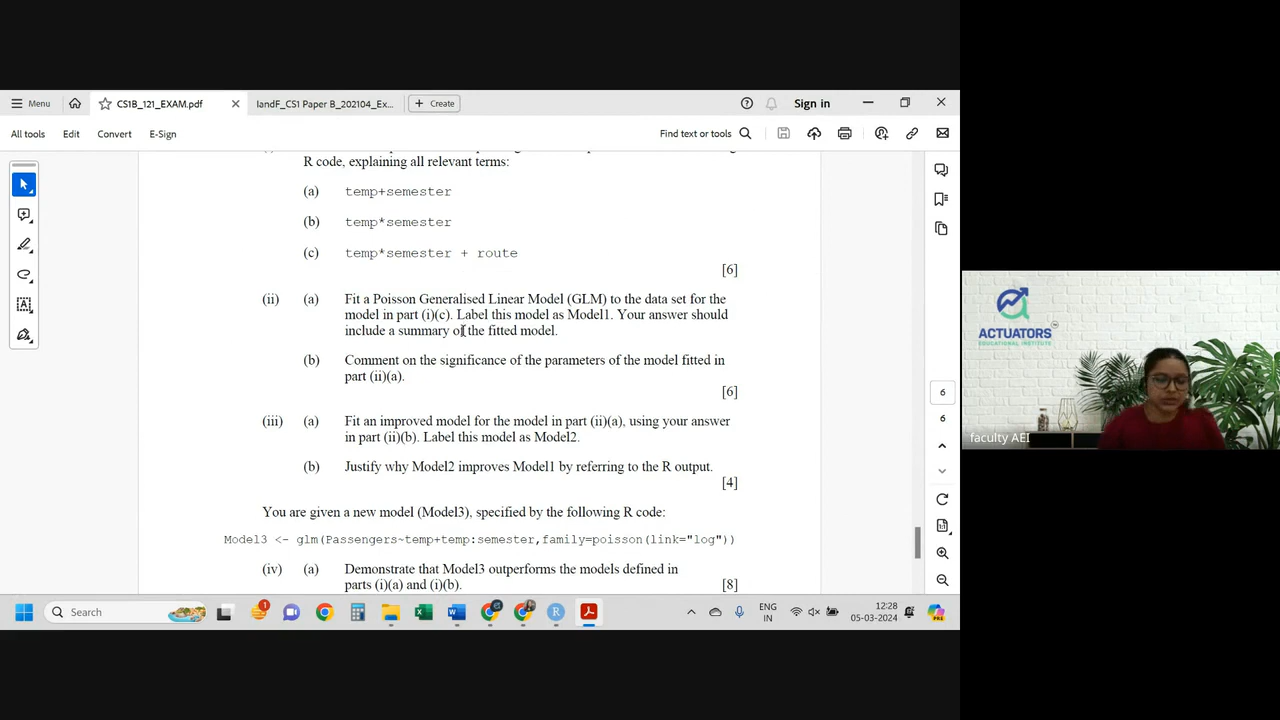 Menu
CS1B_121_EXAM.pdf
IandF_CS1 Paper B_202104_Ex...
Create
Sign in
All tools
Edit
Convert
E-Sign
Find text or tools
R code, explaining all relevant terms:
(a) temp+semester
(b) temp*semester
(c) temp*semester + route
[6]
(ii) (a) Fit a Poisson Generalised Linear Model (GLM) to the data set for the
model in part (i)(c). Label this model as Model1. Your answer should
include a summary of the fitted model.
(b) Comment on the significance of the parameters of the model fitted in
part (ii)(a).
[6]
(iii) (a) Fit an improved model for the model in part (ii)(a), using your answer
in part (ii)(b). Label this model as Model2.
(b) Justify why Model2 improves Model1 by referring to the R output.
[4]
You are given a new model (Model3), specified by the following R code:
Model3 <- glm(Passengers~temp+temp:semester,family=poisson(link="log"))
(iv) (a) Demonstrate that Model3 outperforms the models defined in
parts (i)(a) and (i)(b). [8]
6
6
ACTUATORS
EDUCATIONAL INSTITUTE
faculty AEI
Search
1
ENG
IN
12:28
05-03-2024